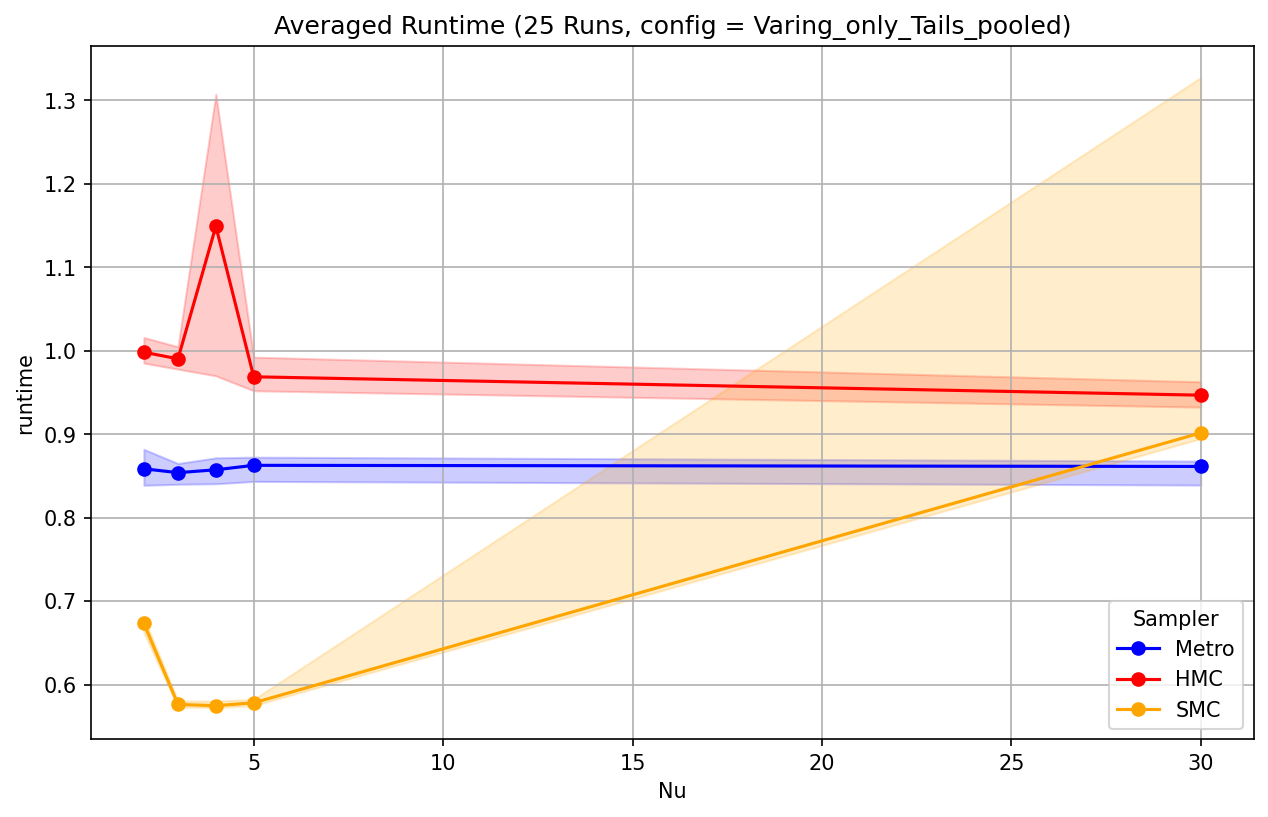 Averaged Runtime (25 Runs, config = Varing_only_Tails_pooled)
runtime
1.3
1.2
1.1
1.0
0.9
0.8
0.7
0.6
5 10 15 20 25 30
Nu
Sampler
Metro
HMC
SMC